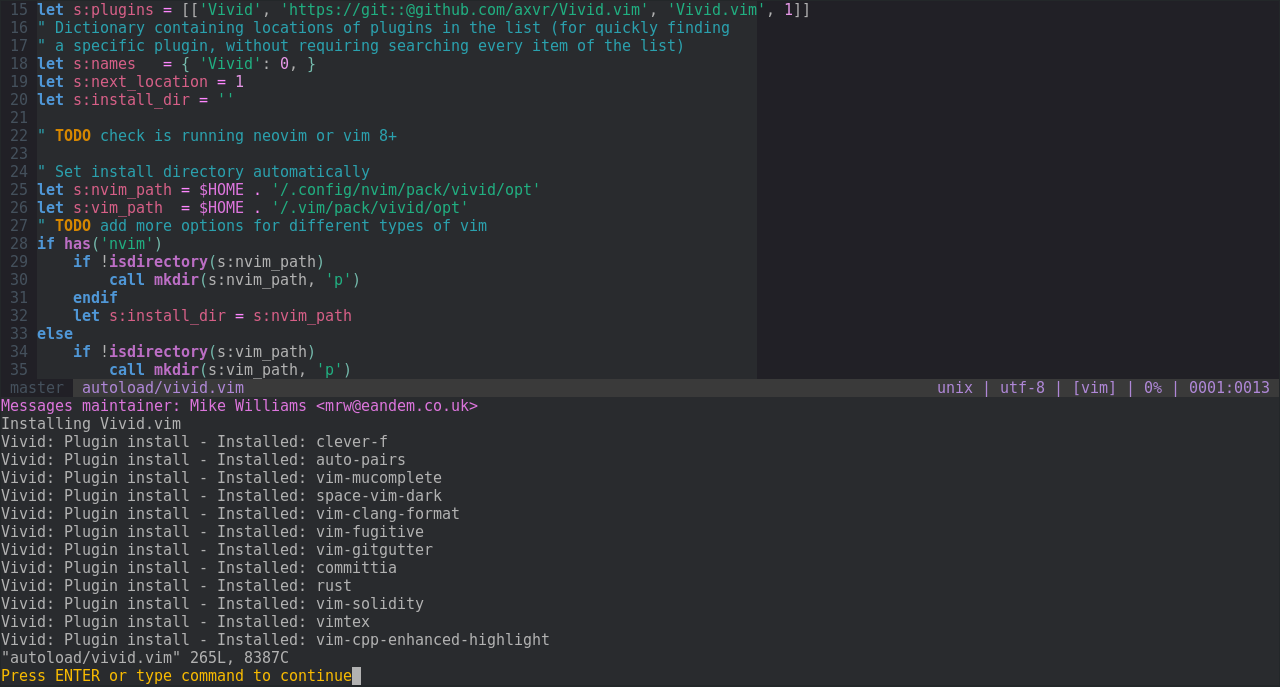 15 let s:plugins = [['Vivid', 'https://git::@github.com/axvr/Vivid.vim', 'Vivid.vim', 1]]
16 " Dictionary containing locations of plugins in the list (for quickly finding
17 " a specific plugin, without requiring searching every item of the list)
18 let s:names   = { 'Vivid': 0, }
19 let s:next_location = 1
20 let s:install_dir = ''
21
22 " TODO check is running neovim or vim 8+
23
24 " Set install directory automatically
25 let s:nvim_path = $HOME . '/.config/nvim/pack/vivid/opt'
26 let s:vim_path  = $HOME . '/.vim/pack/vivid/opt'
27 " TODO add more options for different types of vim
28 if has('nvim')
29     if !isdirectory(s:nvim_path)
30         call mkdir(s:nvim_path, 'p')
31     endif
32     let s:install_dir = s:nvim_path
33 else
34     if !isdirectory(s:vim_path)
35         call mkdir(s:vim_path, 'p')
master  autoload/vivid.vim  unix | utf-8 | [vim] | 0% | 0001:0013
Messages maintainer: Mike Williams <mrw@eandem.co.uk>
Installing Vivid.vim
Vivid: Plugin install - Installed: clever-f
Vivid: Plugin install - Installed: auto-pairs
Vivid: Plugin install - Installed: vim-mucomplete
Vivid: Plugin install - Installed: space-vim-dark
Vivid: Plugin install - Installed: vim-clang-format
Vivid: Plugin install - Installed: vim-fugitive
Vivid: Plugin install - Installed: vim-gitgutter
Vivid: Plugin install - Installed: committia
Vivid: Plugin install - Installed: rust
Vivid: Plugin install - Installed: vim-solidity
Vivid: Plugin install - Installed: vimtex
Vivid: Plugin install - Installed: vim-cpp-enhanced-highlight
"autoload/vivid.vim" 265L, 8387C
Press ENTER or type command to continue